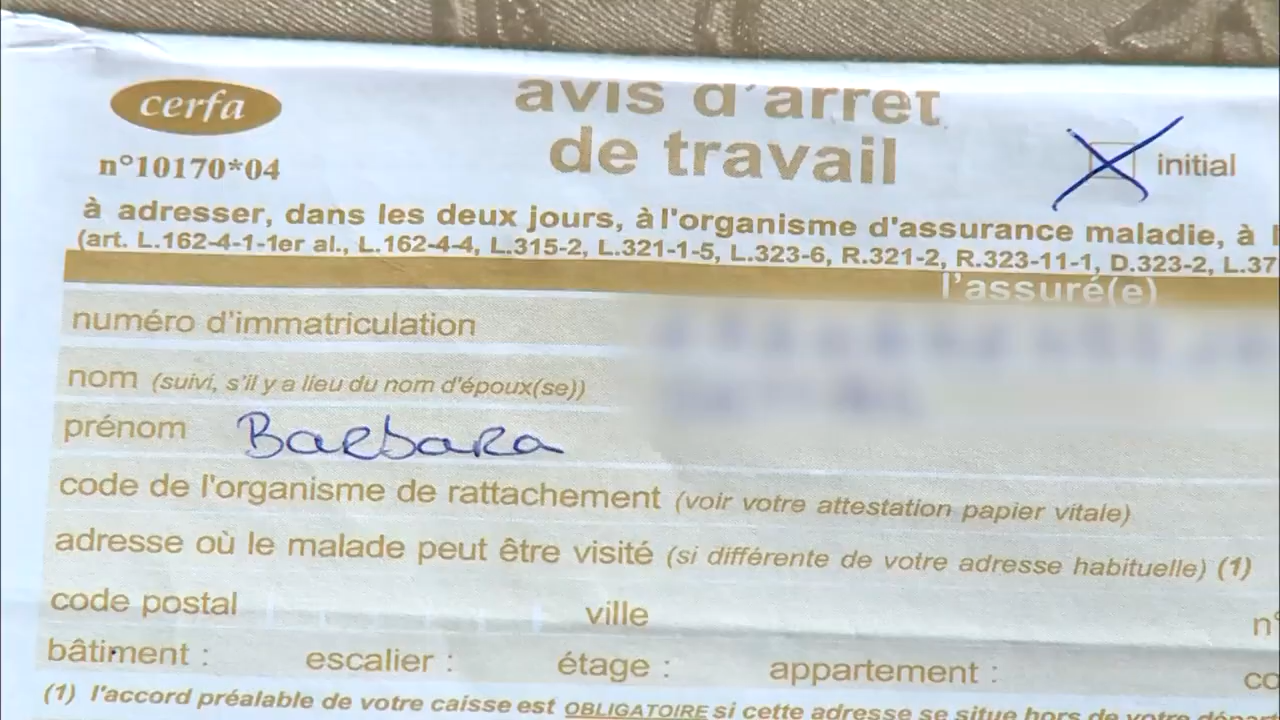 cerfa
n°10170*04
avis d'arret
de travail
initial
à adresser, dans les deux jours, à l'organisme d'assurance maladie, à l
(art. L.162-4-1-1er al., L.162-4-4, L.315-2, L.321-1-5, L.323-6, R.321-2, R.323-11-1, D.323-2, L.37
l'assuré(e)
numéro d'immatriculation
nom (suivi, s'il y a lieu du nom d'époux(se))
prénom Barbara
code de l'organisme de rattachement (voir votre attestation papier vitale)
adresse où le malade peut être visité (si différente de votre adresse habituelle) (1)
code postal ville n°
bâtiment : escalier : étage : appartement : co
(1) l'accord préalable de votre caisse est OBLIGATOIRE si cette adresse se situe hors de votre